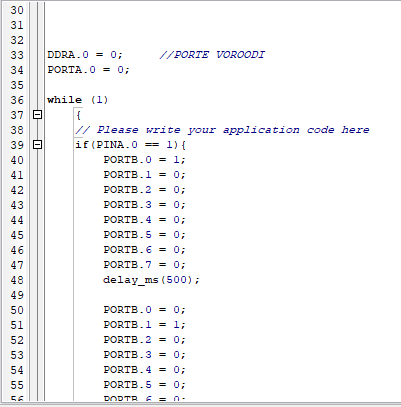 30
31
32
33 DDRA.0 = 0; //PORTE VOROODI
34 PORTA.0 = 0;
35
36 while (1)
37 {
38 // Please write your application code here
39 if(PINA.0 == 1){
40 PORTB.0 = 1;
41 PORTB.1 = 0;
42 PORTB.2 = 0;
43 PORTB.3 = 0;
44 PORTB.4 = 0;
45 PORTB.5 = 0;
46 PORTB.6 = 0;
47 PORTB.7 = 0;
48 delay_ms(500);
49
50 PORTB.0 = 0;
51 PORTB.1 = 1;
52 PORTB.2 = 0;
53 PORTB.3 = 0;
54 PORTB.4 = 0;
55 PORTB.5 = 0;
56 PORTB.6 = 0;